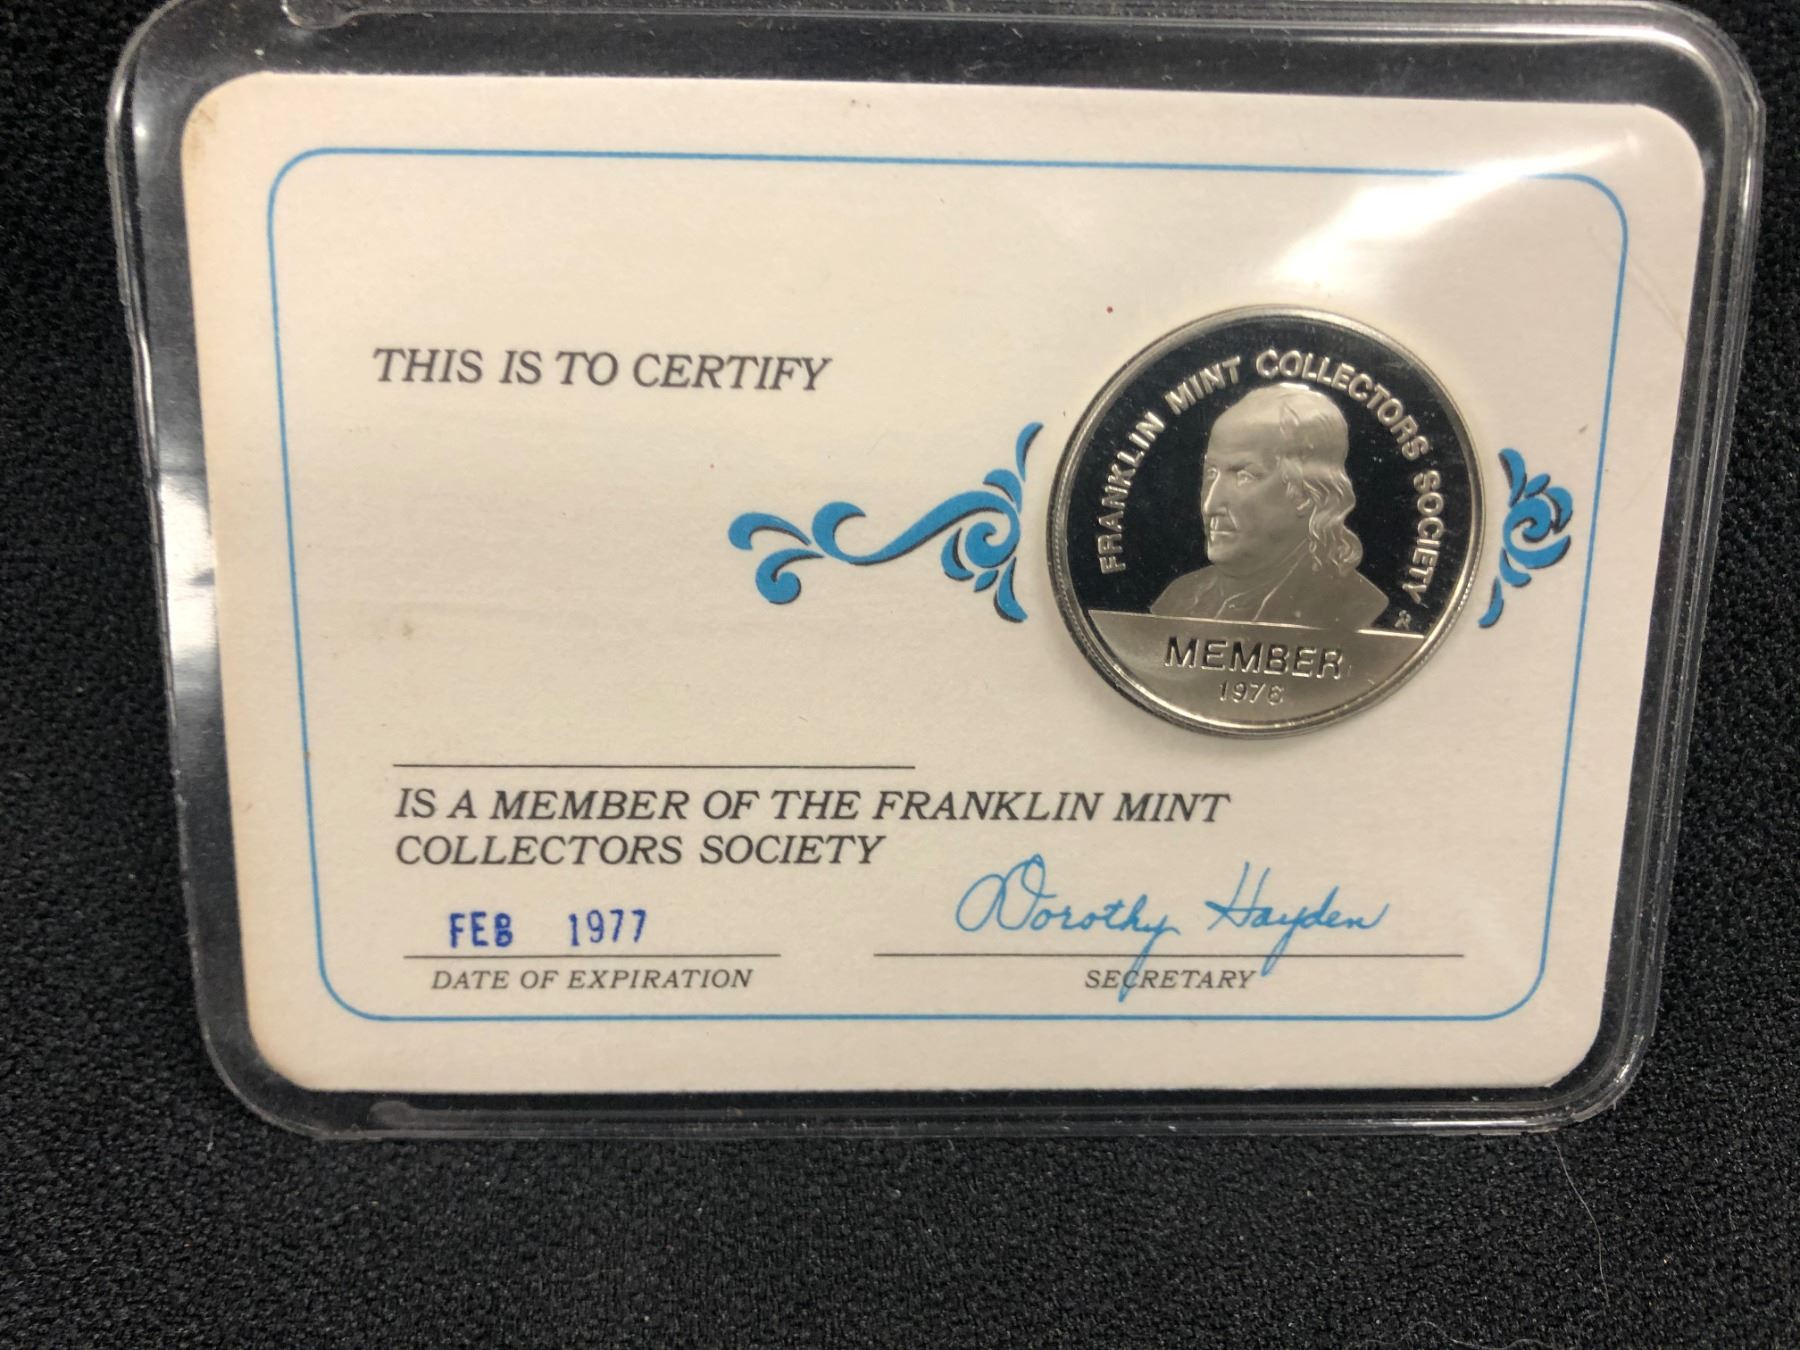 THIS IS TO CERTIFY
FRANKLIN MINT COLLECTORS SOCIETY
MEMBER
1976
IS A MEMBER OF THE FRANKLIN MINT
COLLECTORS SOCIETY
FEB 1977
DATE OF EXPIRATION
Dorothy Hayden
SECRETARY